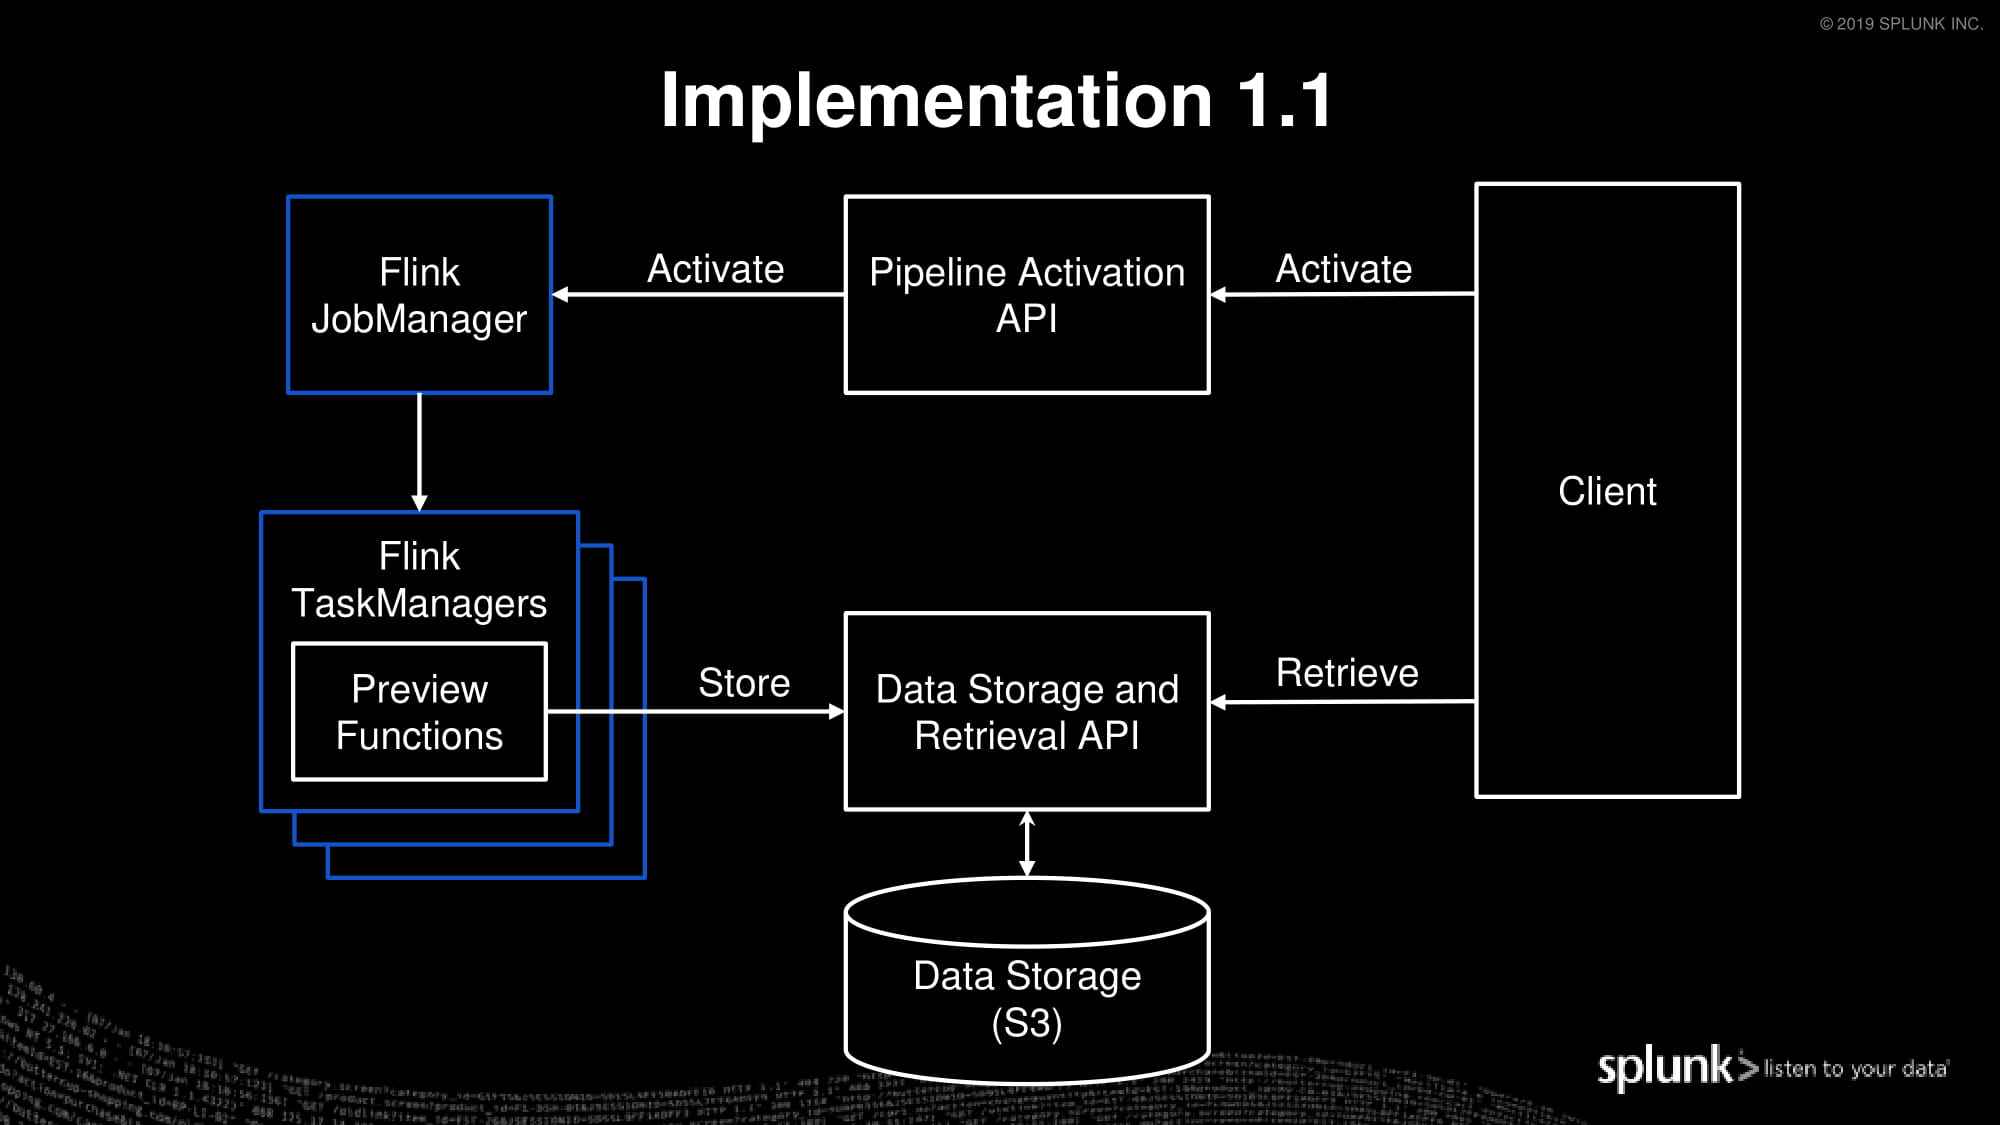 © 2019 SPLUNK INC.
Implementation 1.1
Flink
JobManager
Activate
Pipeline Activation
API
Activate
Client
Flink
TaskManagers
Preview
Functions
Store
Data Storage and
Retrieval API
Retrieve
Data Storage
(S3)
splunk> listen to your data